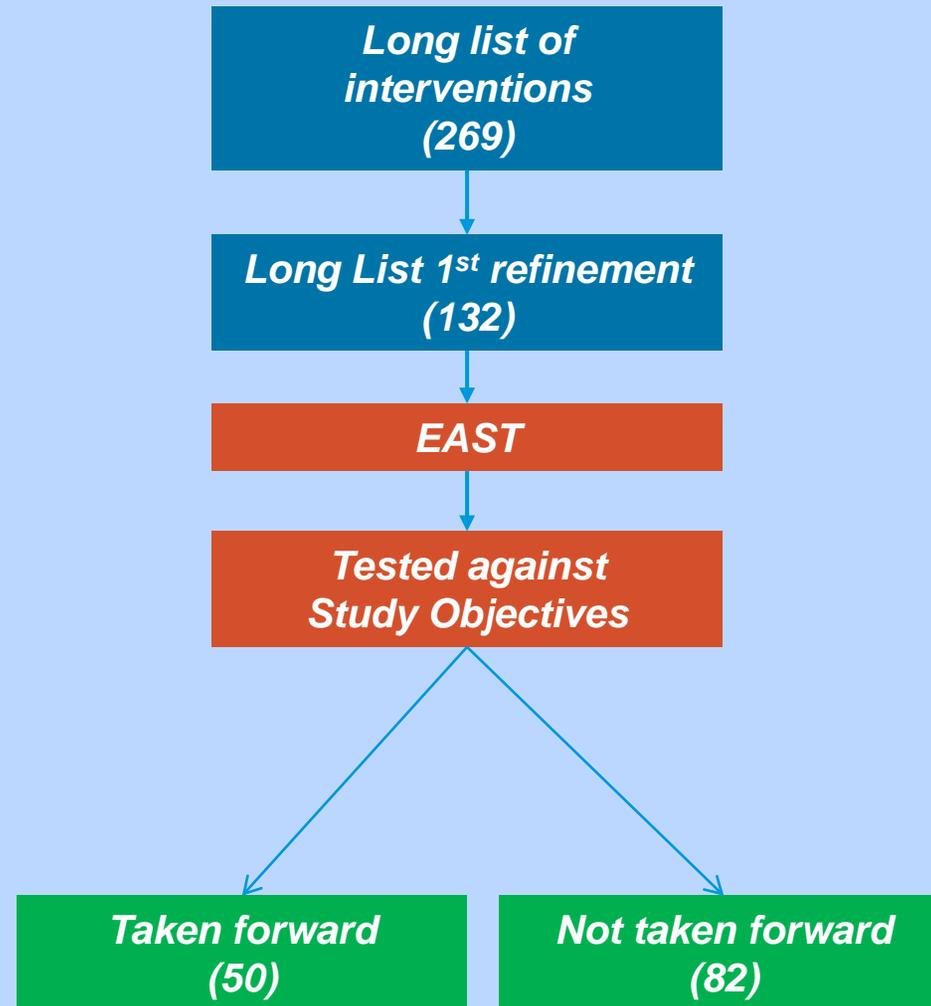 Long list of
interventions
(269)
Long List 1st refinement
(132)
EAST
Tested against
Study Objectives
Taken forward
(50)
Not taken forward
(82)